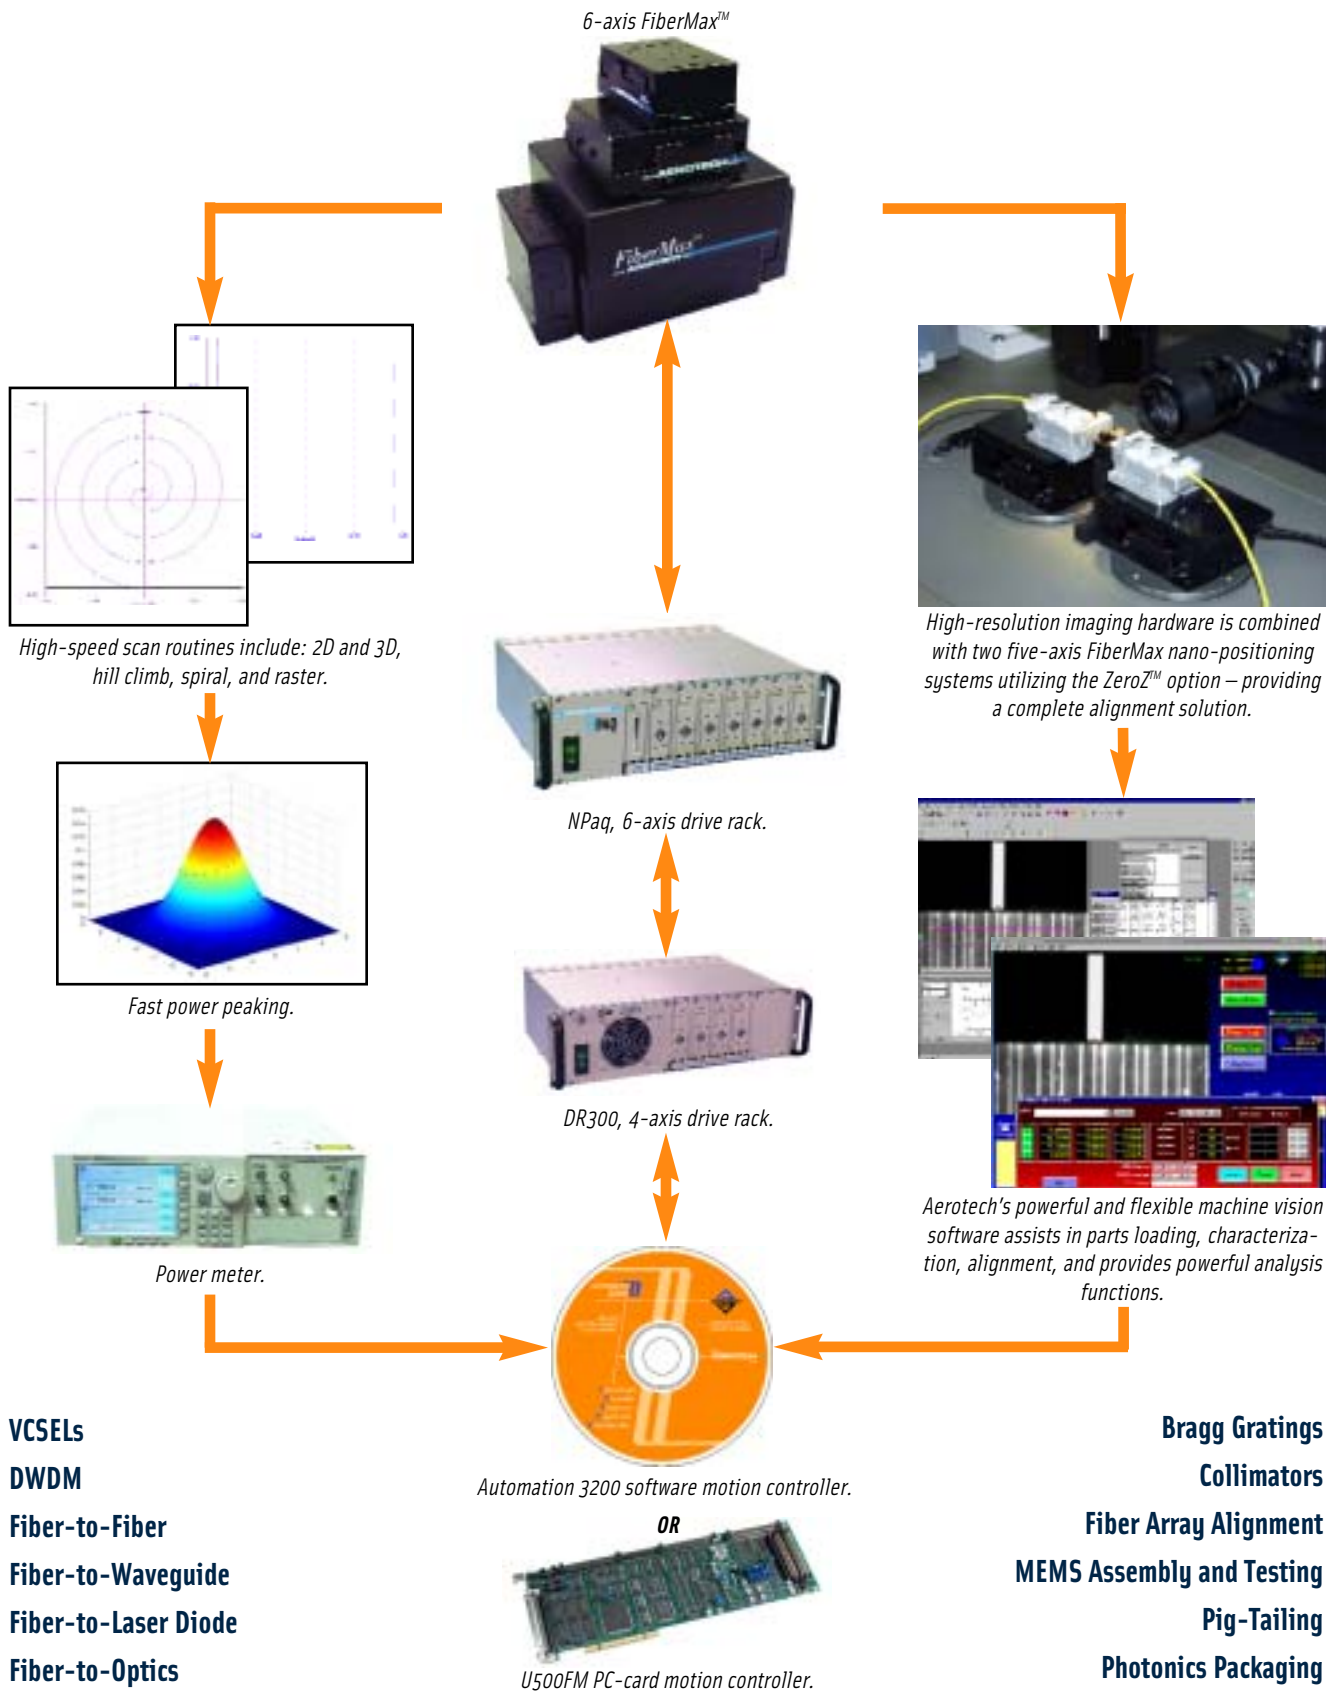 6-axis FiberMax™
FiberMax™
High-speed scan routines include: 2D and 3D,
hill climb, spiral, and raster.
Fast power peaking.
Power meter.
NPaq, 6-axis drive rack.
DR300, 4-axis drive rack.
High-resolution imaging hardware is combined
with two five-axis FiberMax nano-positioning
systems utilizing the ZeroZ™ option – providing
a complete alignment solution.
Aerotech's powerful and flexible machine vision
software assists in parts loading, characteriza-
tion, alignment, and provides powerful analysis
functions.
Automation 3200 software motion controller.
OR
U500FM PC-card motion controller.
VCSELs
DWDM
Fiber-to-Fiber
Fiber-to-Waveguide
Fiber-to-Laser Diode
Fiber-to-Optics
Bragg Gratings
Collimators
Fiber Array Alignment
MEMS Assembly and Testing
Pig-Tailing
Photonics Packaging